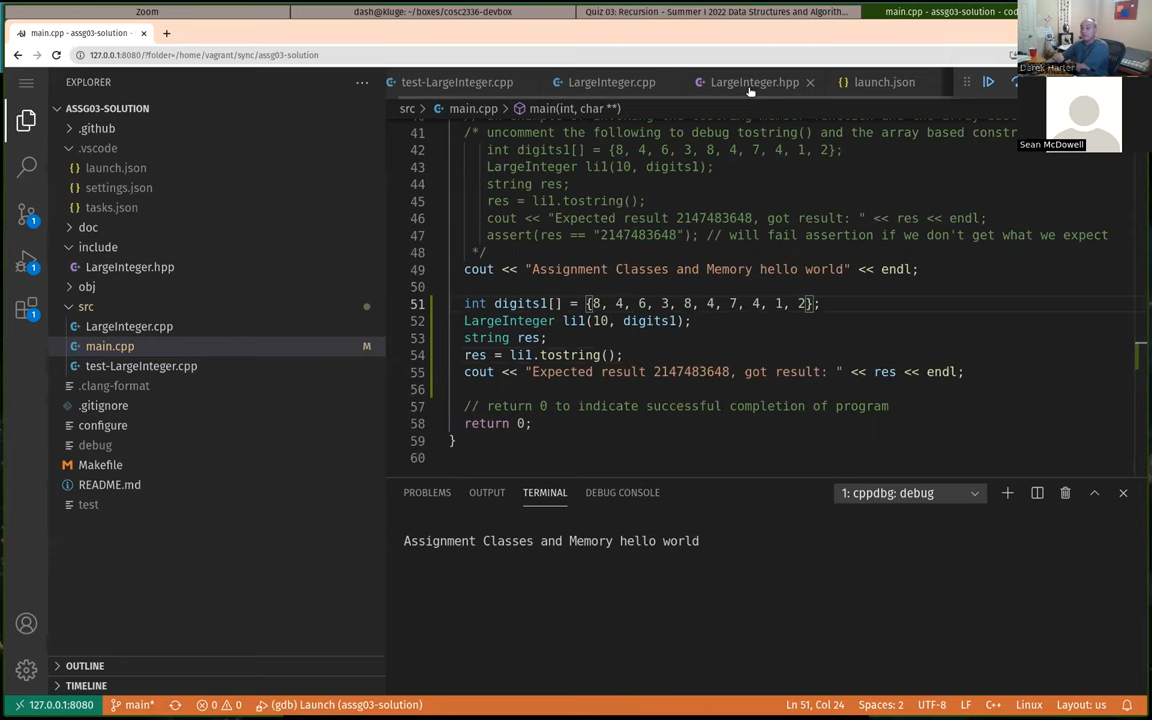 Zoom
dash@kluge: ~/boxes/cosc2336-devbox
Quiz 03: Recursion - Summer I 2022 Data Structures and Algorith...
main.cpp - assg03-solution - cod
main.cpp - assg03-solution
127.0.0.1:8080/?folder=/home/vagrant/sync/assg03-solution
Derek Harter
Sean McDowell
EXPLORER
ASSG03-SOLUTION
.github
.vscode
launch.json
settings.json
tasks.json
doc
include
LargeInteger.hpp
obj
src
LargeInteger.cpp
main.cpp M
test-LargeInteger.cpp
.clang-format
.gitignore
configure
debug
Makefile
README.md
test
OUTLINE
TIMELINE
1
1
1
test-LargeInteger.cpp
LargeInteger.cpp
LargeInteger.hpp
launch.json
src > main.cpp > main(int, char **)
41 /* uncomment the following to debug tostring() and the array based constr
42 int digits1[] = {8, 4, 6, 3, 8, 4, 7, 4, 1, 2};
43 LargeInteger li1(10, digits1);
44 string res;
45 res = li1.tostring();
46 cout << "Expected result 2147483648, got result: " << res << endl;
47 assert(res == "2147483648"); // will fail assertion if we don't get what we expect
48 */
49 cout << "Assignment Classes and Memory hello world" << endl;
50
51 int digits1[] = {8, 4, 6, 3, 8, 4, 7, 4, 1, 2};
52 LargeInteger li1(10, digits1);
53 string res;
54 res = li1.tostring();
55 cout << "Expected result 2147483648, got result: " << res << endl;
56
57 // return 0 to indicate successful completion of program
58 return 0;
59 }
60
PROBLEMS OUTPUT TERMINAL DEBUG CONSOLE
1: cppdbg: debug
Assignment Classes and Memory hello world
127.0.0.1:8080 main* 0 0 (gdb) Launch (assg03-solution)
Ln 51, Col 24 Spaces: 2 UTF-8 LF C++ Linux Layout: us